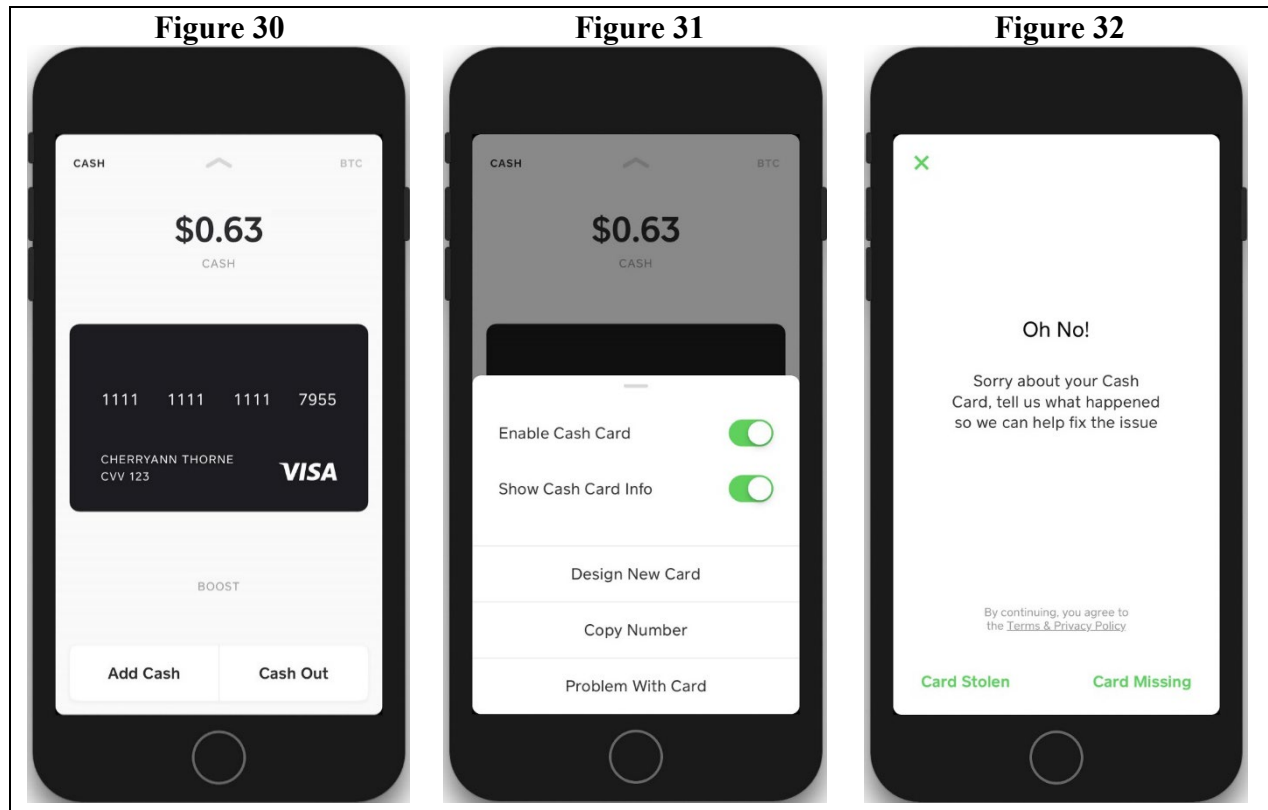 Figure 30
CASH
BTC
$0.63
CASH
1111 1111 1111 7955
CHERRYANN THORNE
CVV 123
VISA
BOOST
Add Cash
Cash Out
Figure 31
CASH
BTC
$0.63
CASH
Enable Cash Card
Show Cash Card Info
Design New Card
Copy Number
Problem With Card
Figure 32
Oh No!
Sorry about your Cash
Card, tell us what happened
so we can help fix the issue
By continuing, you agree to
the Terms & Privacy Policy
Card Stolen
Card Missing